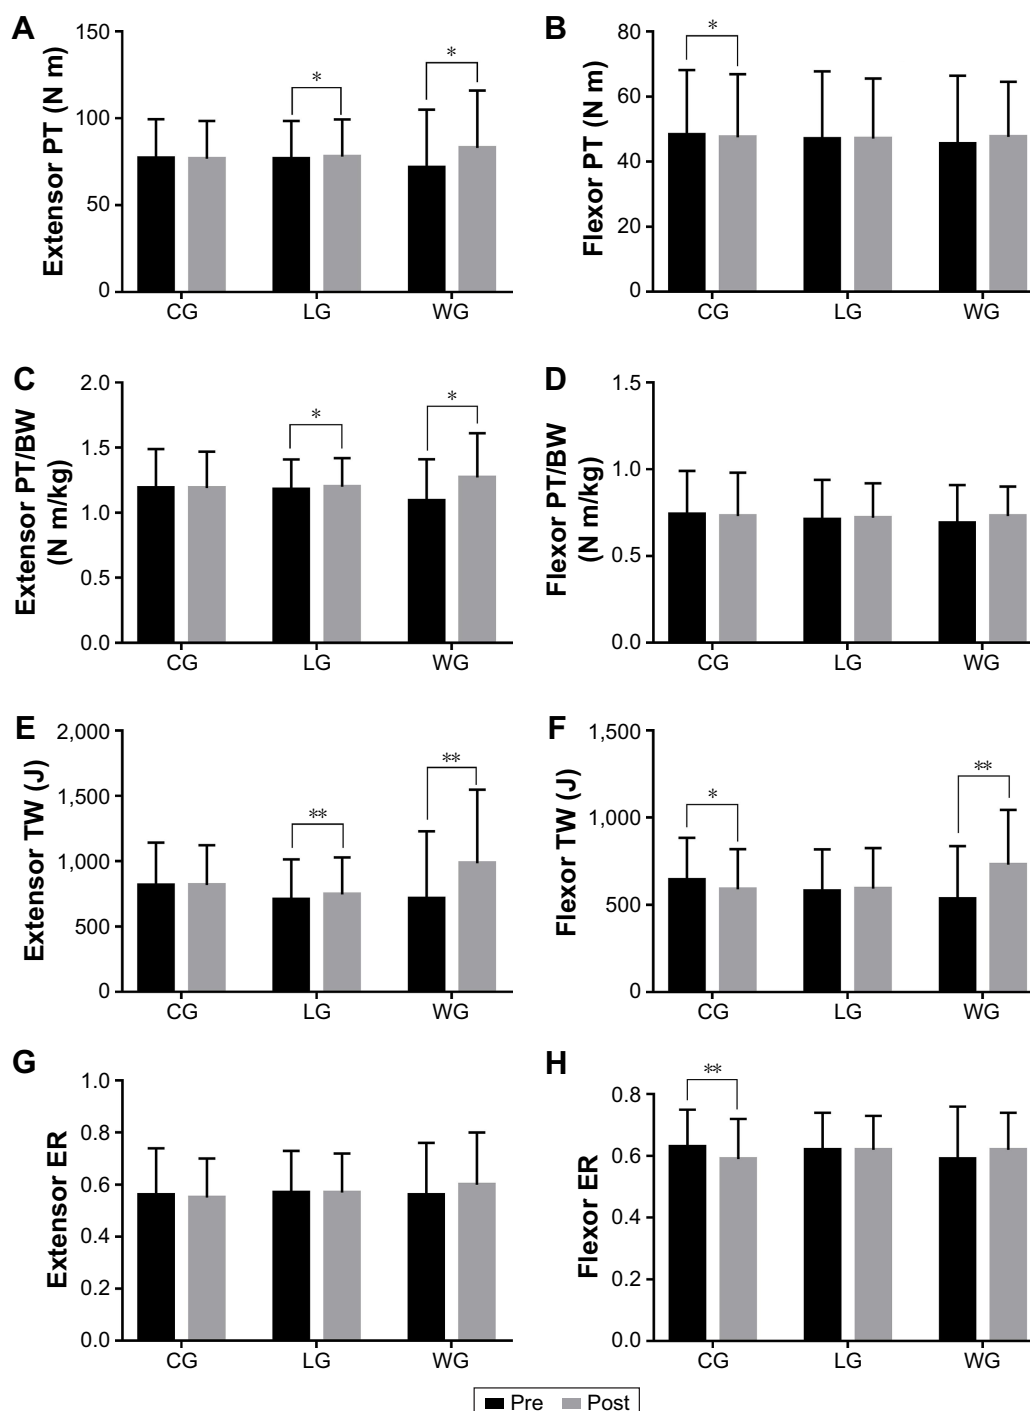 A
Extensor PT (N m)
150
100
50
0
*
*
CG LG WG
B
Flexor PT (N m)
80
60
40
20
0
*
CG LG WG
C
Extensor PT/BW
(N m/kg)
2.0
1.5
1.0
0.5
0.0
*
*
CG LG WG
D
Flexor PT/BW
(N m/kg)
1.5
1.0
0.5
0.0
CG LG WG
E
Extensor TW (J)
2,000
1,500
1,000
500
0
**
**
CG LG WG
F
Flexor TW (J)
1,500
1,000
500
0
*
**
CG LG WG
G
Extensor ER
1.0
0.8
0.6
0.4
0.2
0.0
CG LG WG
H
Flexor ER
0.8
0.6
0.4
0.2
0.0
**
CG LG WG
Pre Post